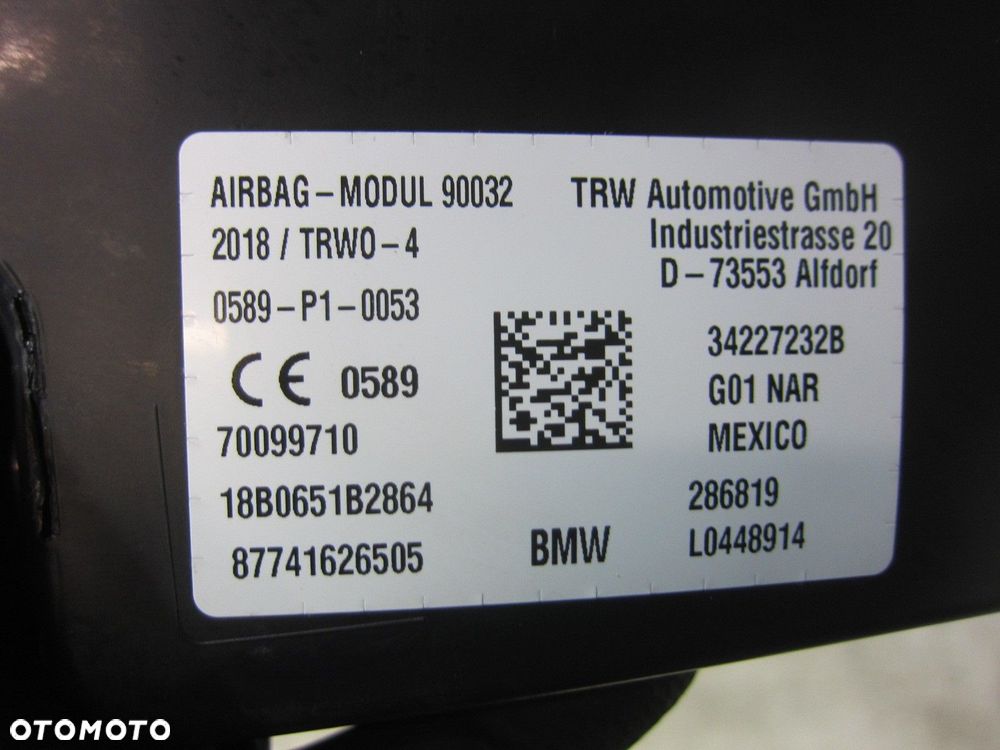 AIRBAG-MODUL 90032
2018 / TRWO-4
0589-P1-0053
CE 0589
70099710
18B0651B2864
87741626505
TRW Automotive GmbH
Industriestrasse 20
D-73553 Alfdorf
34227232B
G01 NAR
MEXICO
286819
BMW
L0448914
OTOMOTO